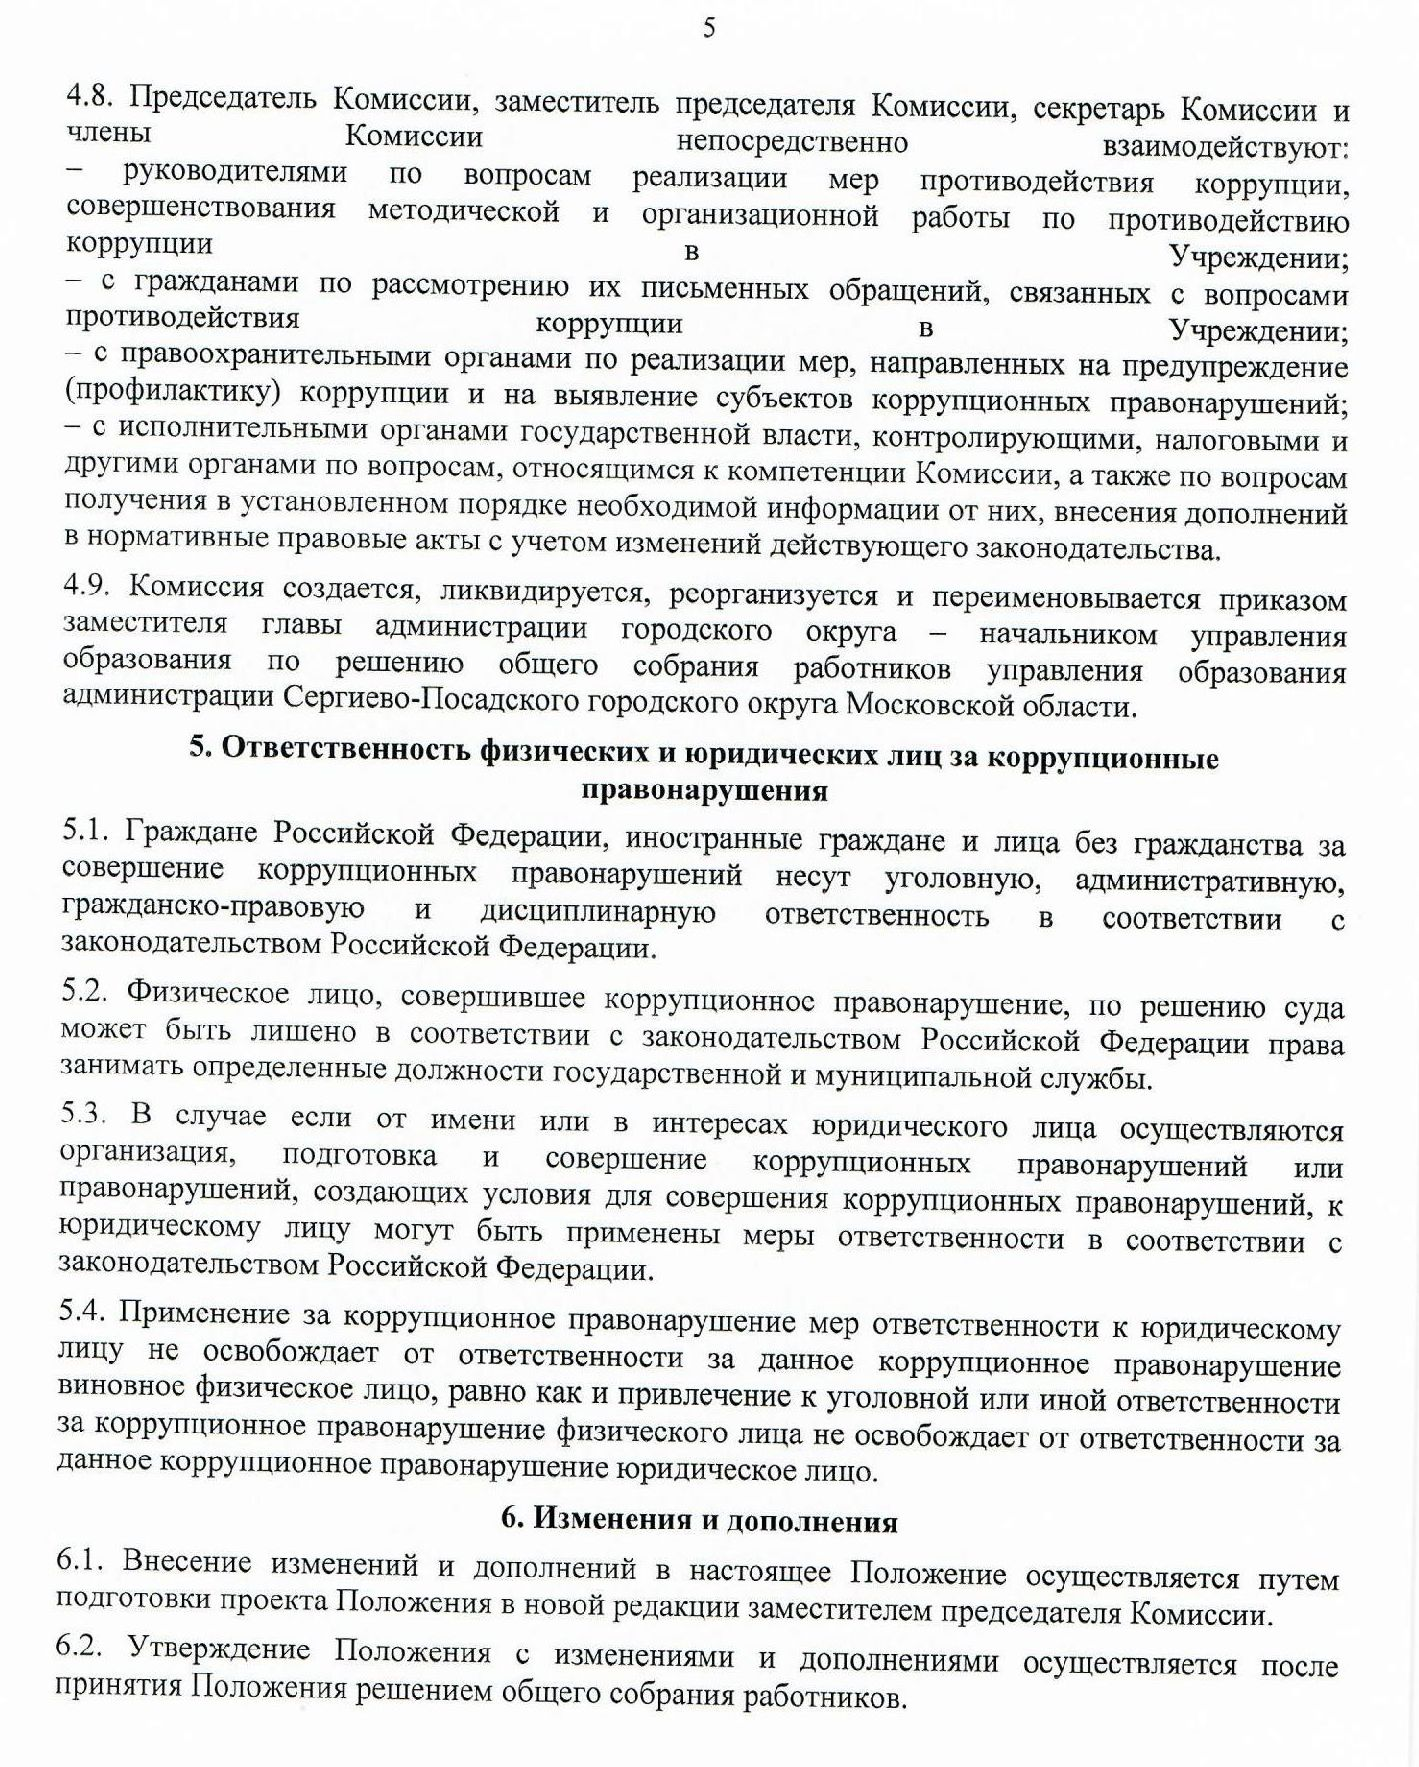 5
4.8. Председатель Комиссии, заместитель председателя Комиссии, секретарь Комиссии и
члены Комиссии непосредственно взаимодействуют:
– руководителями по вопросам реализации мер противодействия коррупции,
совершенствования методической и организационной работы по противодействию
коррупции в Учреждении;
– с гражданами по рассмотрению их письменных обращений, связанных с вопросами
противодействия коррупции в Учреждении;
– с правоохранительными органами по реализации мер, направленных на предупреждение
(профилактику) коррупции и на выявление субъектов коррупционных правонарушений;
– с исполнительными органами государственной власти, контролирующими, налоговыми и
другими органами по вопросам, относящимся к компетенции Комиссии, а также по вопросам
получения в установленном порядке необходимой информации от них, внесения дополнений
в нормативные правовые акты с учетом изменений действующего законодательства.
4.9. Комиссия создается, ликвидируется, реорганизуется и переименовывается приказом
заместителя главы администрации городского округа – начальником управления
образования по решению общего собрания работников управления образования
администрации Сергиево-Посадского городского округа Московской области.
5. Ответственность физических и юридических лиц за коррупционные
правонарушения
5.1. Граждане Российской Федерации, иностранные граждане и лица без гражданства за
совершение коррупционных правонарушений несут уголовную, административную,
гражданско-правовую и дисциплинарную ответственность в соответствии с
законодательством Российской Федерации.
5.2. Физическое лицо, совершившее коррупционное правонарушение, по решению суда
может быть лишено в соответствии с законодательством Российской Федерации права
занимать определенные должности государственной и муниципальной службы.
5.3. В случае если от имени или в интересах юридического лица осуществляются
организация, подготовка и совершение коррупционных правонарушений или
правонарушений, создающих условия для совершения коррупционных правонарушений, к
юридическому лицу могут быть применены меры ответственности в соответствии с
законодательством Российской Федерации.
5.4. Применение за коррупционное правонарушение мер ответственности к юридическому
лицу не освобождает от ответственности за данное коррупционное правонарушение
виновное физическое лицо, равно как и привлечение к уголовной или иной ответственности
за коррупционное правонарушение физического лица не освобождает от ответственности за
данное коррупционное правонарушение юридическое лицо.
6. Изменения и дополнения
6.1. Внесение изменений и дополнений в настоящее Положение осуществляется путем
подготовки проекта Положения в новой редакции заместителем председателя Комиссии.
6.2. Утверждение Положения с изменениями и дополнениями осуществляется после
принятия Положения решением общего собрания работников.